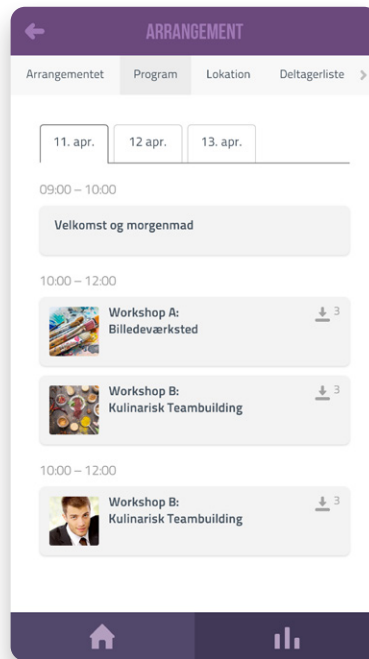 ARRANGEMENT
Arrangementet Program Lokation Deltagerliste
11. apr. 12 apr. 13. apr.
09:00 – 10:00
Velkomst og morgenmad
10:00 – 12:00
Workshop A: 3
Billedeværksted
Workshop B: 3
Kulinarisk Teambuilding
10:00 – 12:00
Workshop B: 3
Kulinarisk Teambuilding